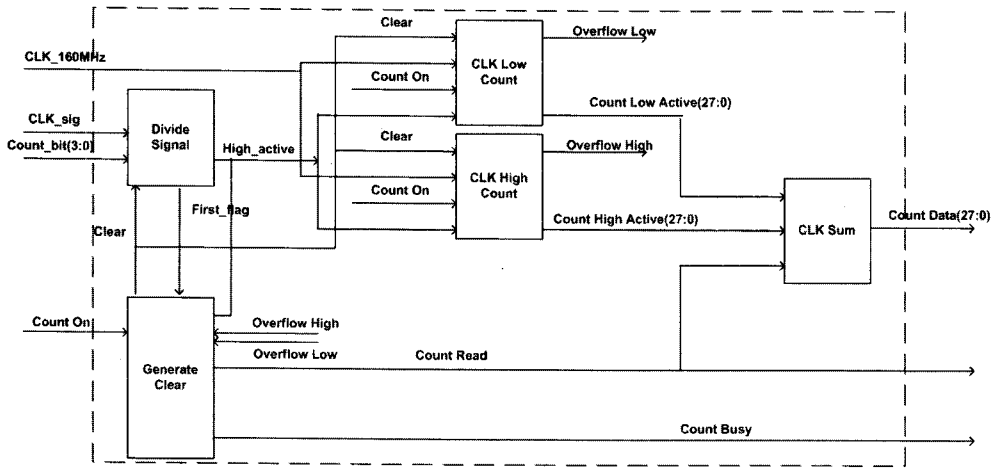 Clear
Overflow Low
CLK_160MHz
CLK Low
Count
Count On
Count Low Active(27:0)
CLK_sig
Divide
Signal
Count_bit(3:0)
High_active
Clear
Overflow High
CLK High
Count
Count On
First_flag
Count High Active(27:0)
Clear
CLK Sum
Count Data(27:0)
Count On
Overflow High
Overflow Low
Generate
Clear
Count Read
Count Busy